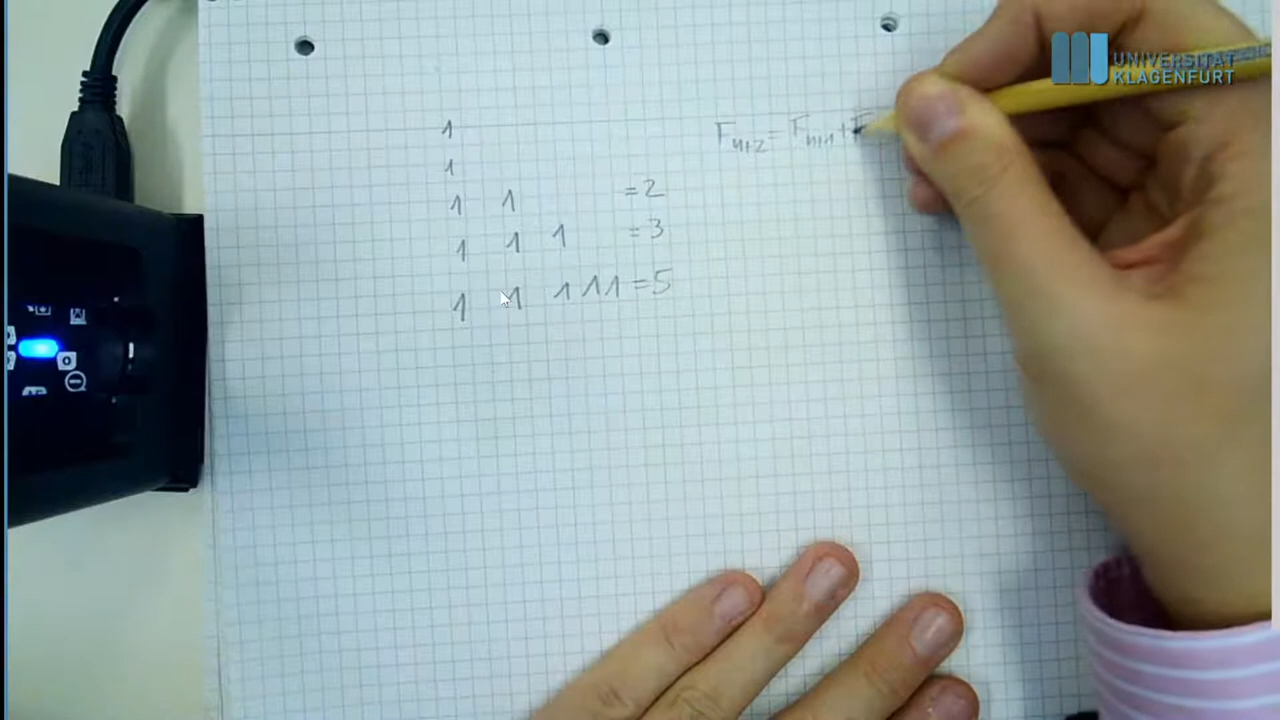 UNIVERSITÄT
KLAGENFURT
1
1
1 1 =2
1 1 1 =3
1 1 1 1 1 =5
F_{n+2} = F_{n+1} + F